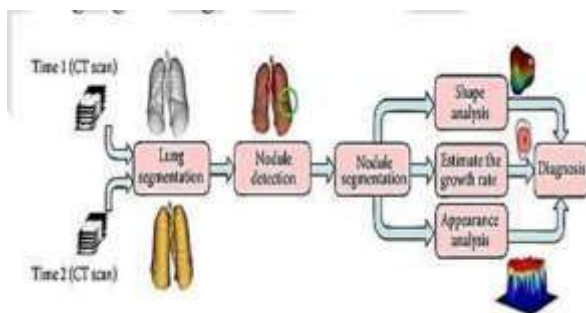 Time 1 (CT scan)
Lung
segmentation
Nodule
detection
Nodule
segmentation
Shape
analysis
Estimate the
growth rate
Appearance
analysis
Diagnosis
Time 2 (CT scan)